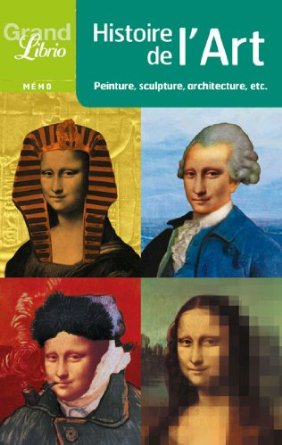 Grand
Librio
MÉMO
Histoire
de l'Art
Peinture, sculpture, architecture, etc.